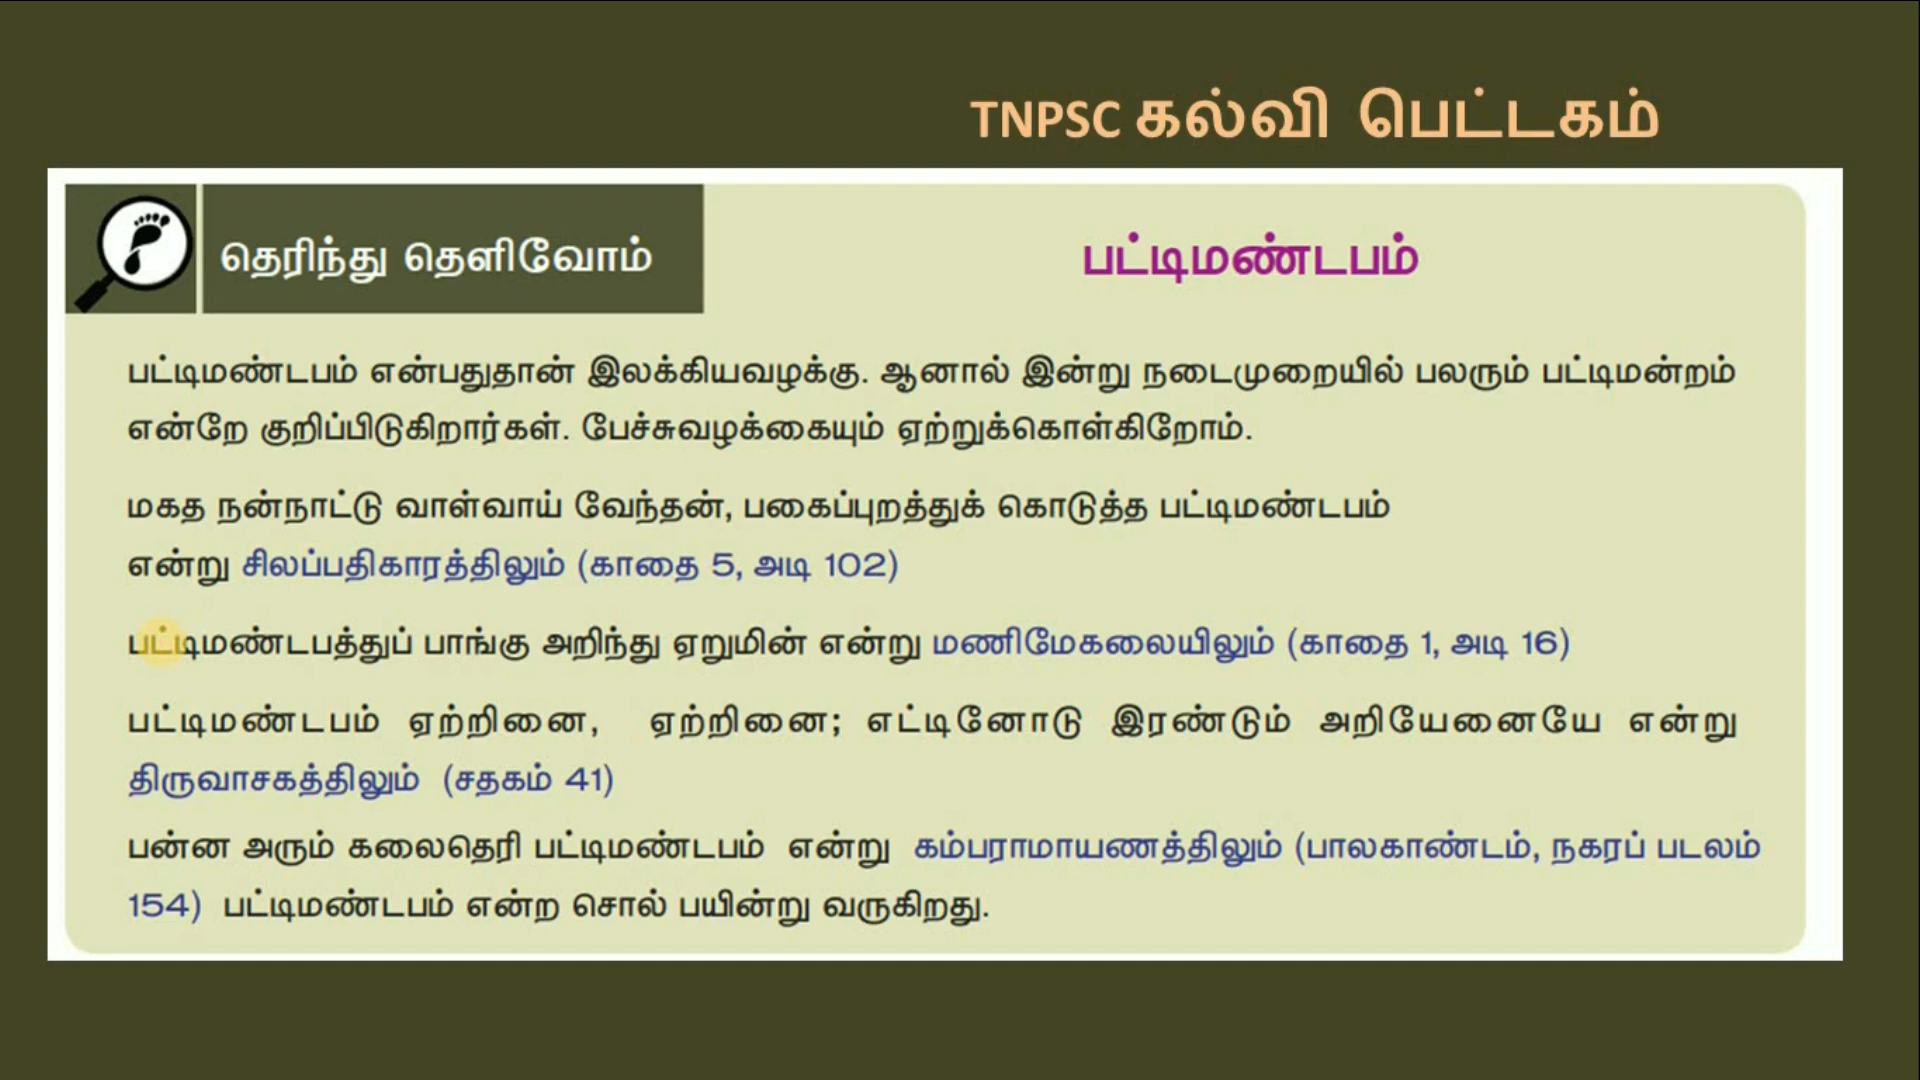 TNPSC கல்வி பெட்டகம்
தெரிந்து தெளிவோம்
பட்டிமண்டபம்
பட்டிமண்டபம் என்பதுதான் இலக்கியவழக்கு. ஆனால் இன்று நடைமுறையில் பலரும் பட்டிமன்றம்
என்றே குறிப்பிடுகிறார்கள். பேச்சுவழக்கையும் ஏற்றுக்கொள்கிறோம்.
மகத நன்நாட்டு வாள்வாய் வேந்தன், பகைப்புறத்துக் கொடுத்த பட்டிமண்டபம்
என்று சிலப்பதிகாரத்திலும் (காதை 5, அடி 102)
பட்டிமண்டபத்துப் பாங்கு அறிந்து ஏறுமின் என்று மணிமேகலையிலும் (காதை 1, அடி 16)
பட்டிமண்டபம் ஏற்றினை, ஏற்றினை; எட்டினோடு இரண்டும் அறியேனையே என்று
திருவாசகத்திலும் (சதகம் 41)
பன்ன அரும் கலைதெரி பட்டிமண்டபம் என்று கம்பராமாயணத்திலும் (பாலகாண்டம், நகரப் படலம்
154) பட்டிமண்டபம் என்ற சொல் பயின்று வருகிறது.